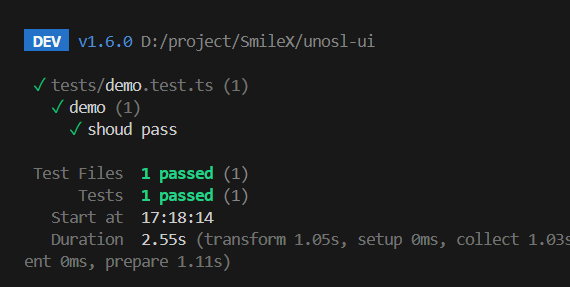 DEV v1.6.0 D:/project/SmileX/unosl-ui
✓ tests/demo.test.ts (1)
✓ demo (1)
✓ shoud pass
Test Files 1 passed (1)
Tests 1 passed (1)
Start at 17:18:14
Duration 2.55s (transform 1.05s, setup 0ms, collect 1.03s
ent 0ms, prepare 1.11s)